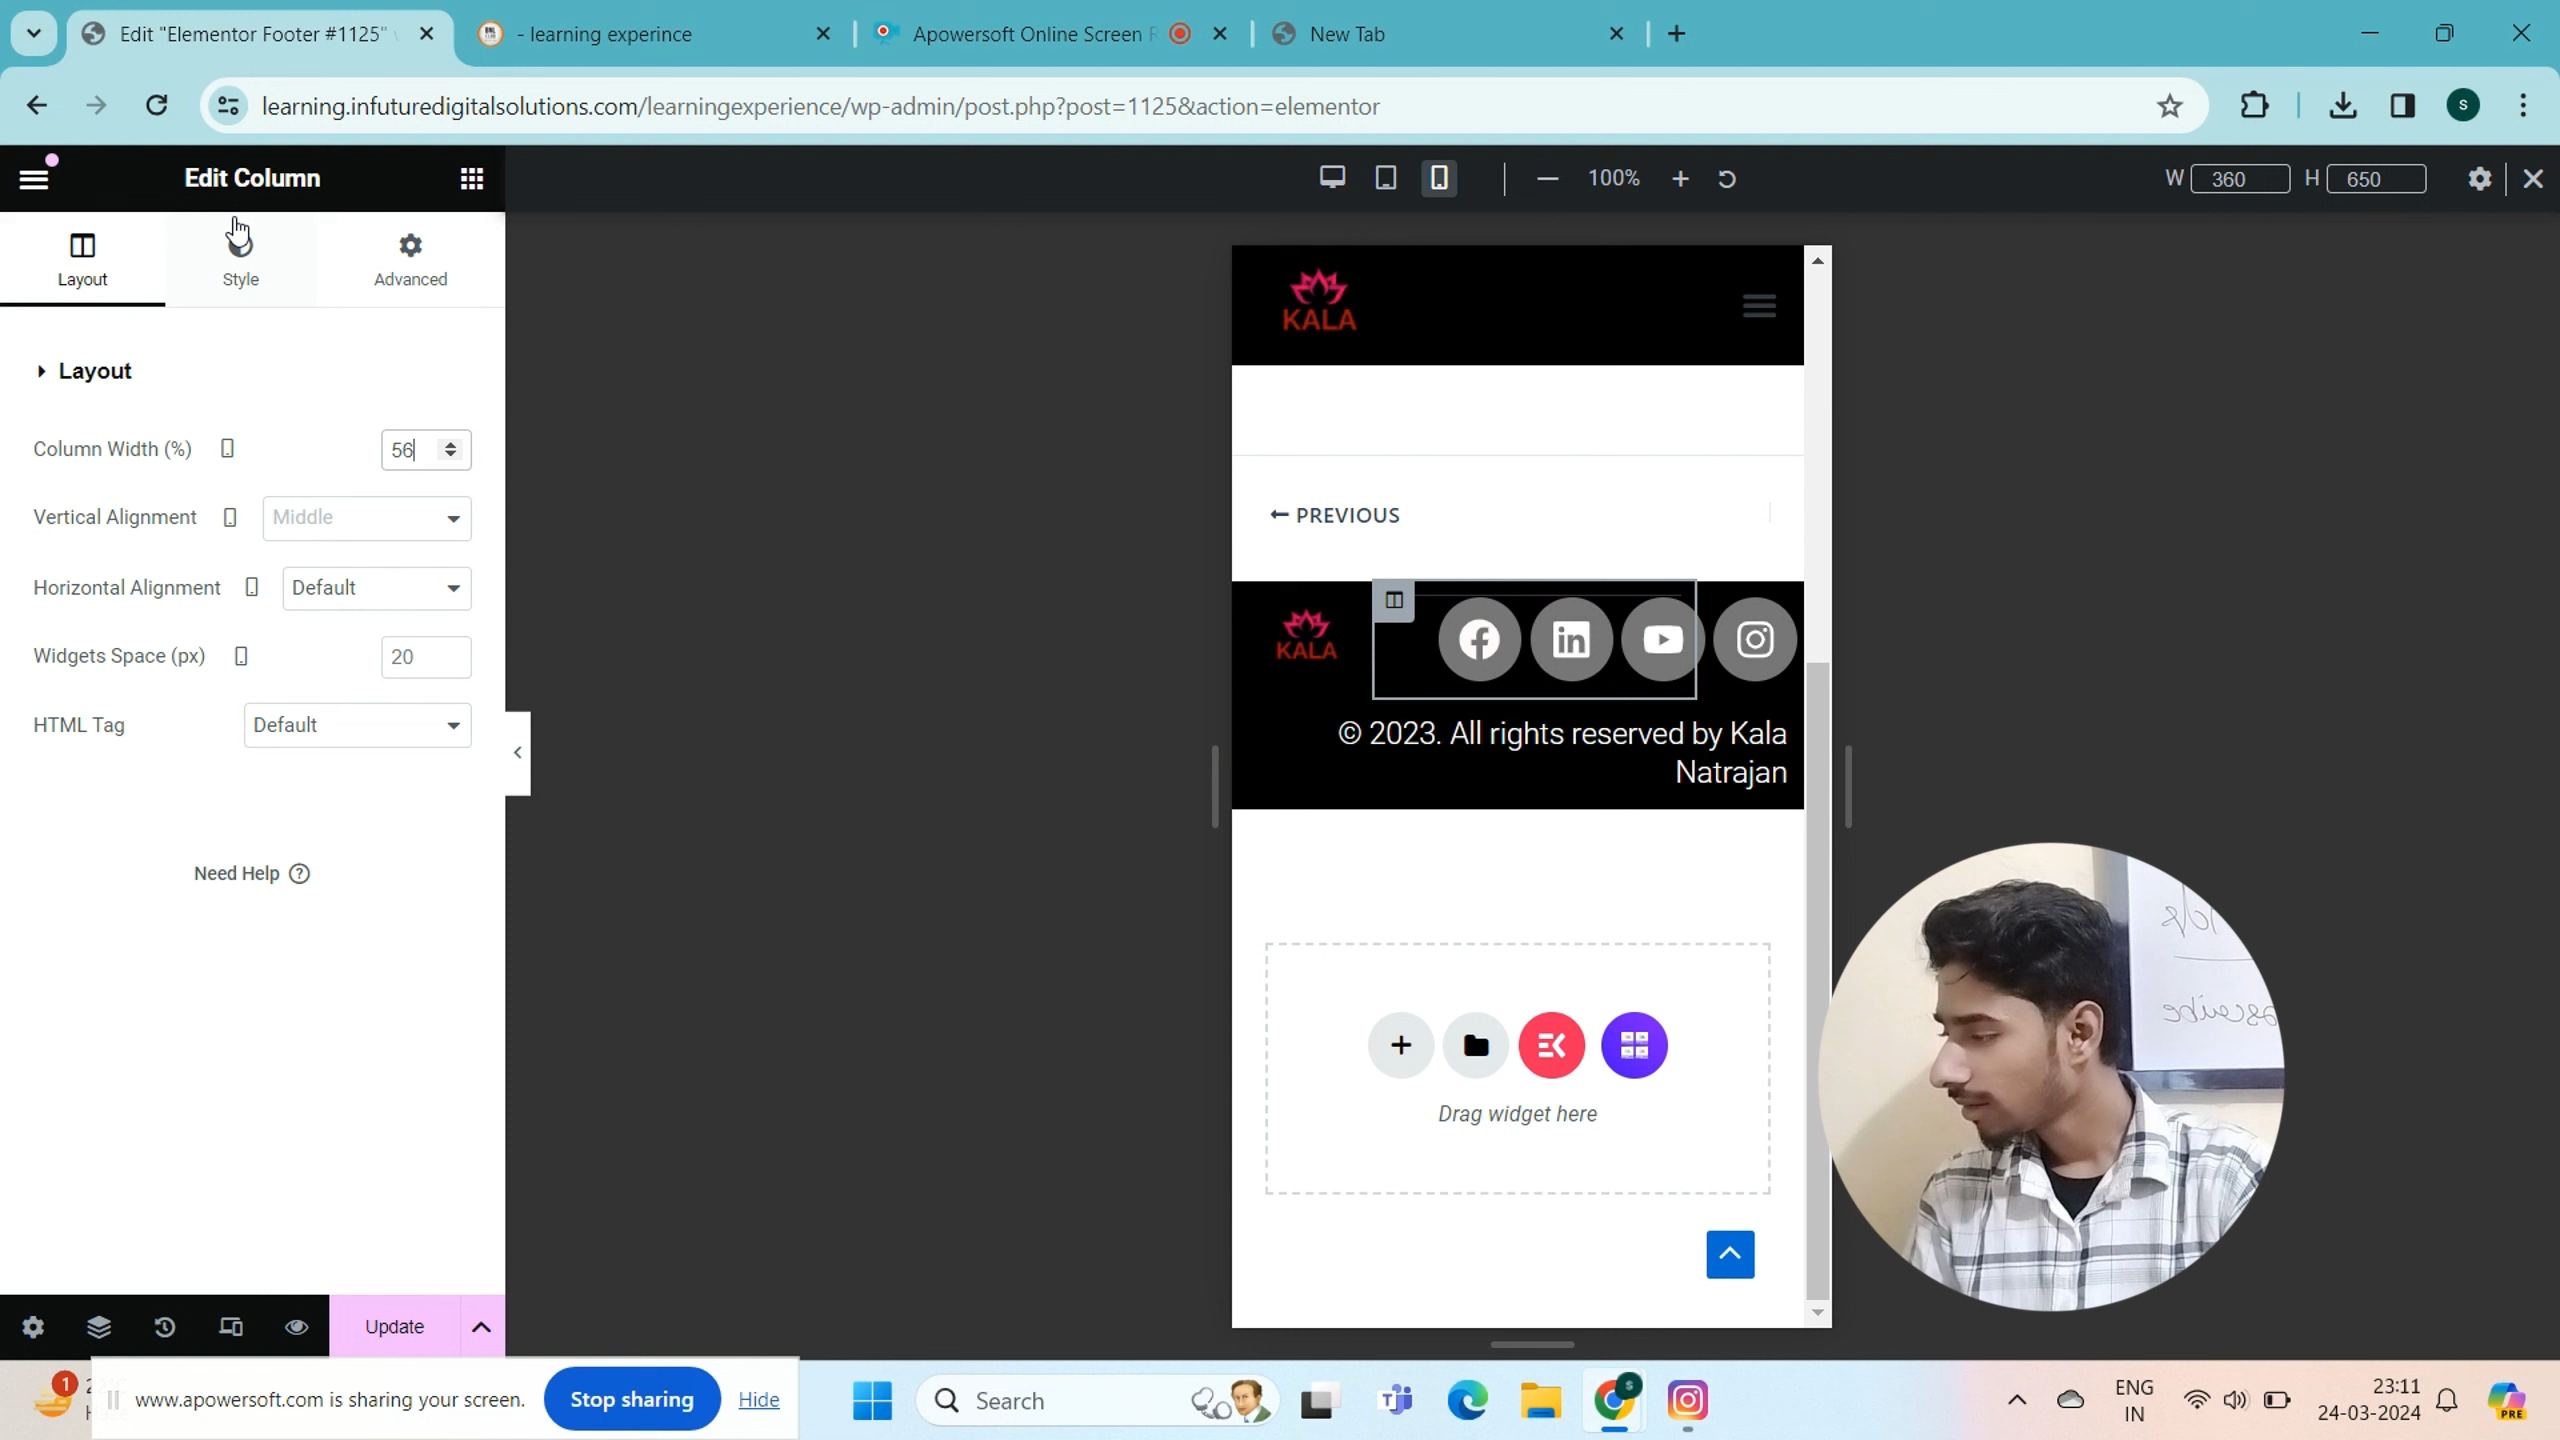 Edit "Elementor Footer #1125"
- learning experince
Apowersoft Online Screen
New Tab
learning.infuturedigitalsolutions.com/learningexperience/wp-admin/post.php?post=1125&action=elementor
S
Edit Column
100%
W 360 H 650
Layout
Style
Advanced
Layout
Column Width (%) 56
Vertical Alignment Middle
Horizontal Alignment Default
Widgets Space (px) 20
HTML Tag Default
Need Help ?
KALA
PREVIOUS
KALA
© 2023. All rights reserved by Kala
Natrajan
Drag widget here
Update
1
www.apowersoft.com is sharing your screen.
Stop sharing
Hide
Search
ENG
IN
23:11
24-03-2024
PRE